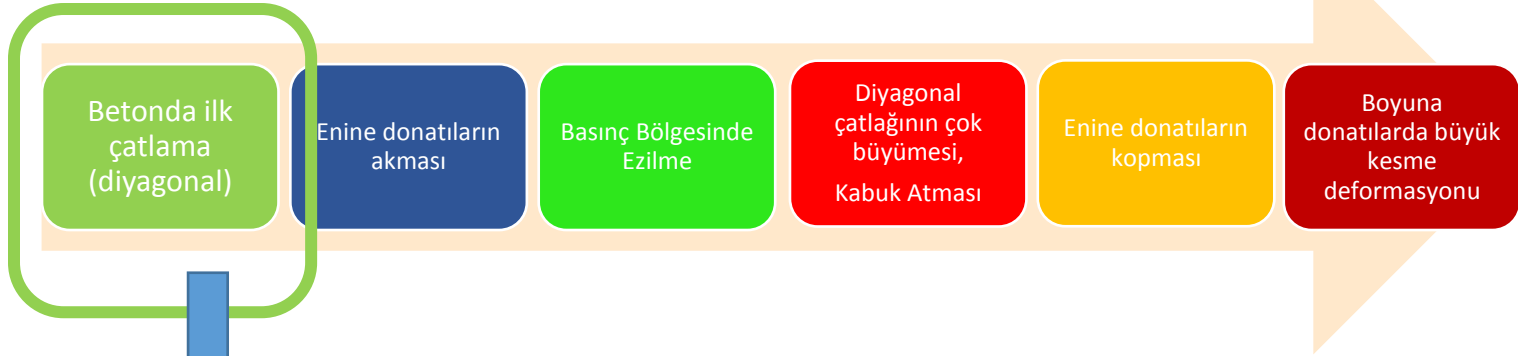 Betonda ilk
çatlama
(diyagonal)
Enine donatıların
akması
Basınç Bölgesinde
Ezilme
Diyagonal
çatlağının çok
büyümesi,
Kabuk Atması
Enine donatıların
kopması
Boyuna
donatılarda büyük
kesme
deformasyonu